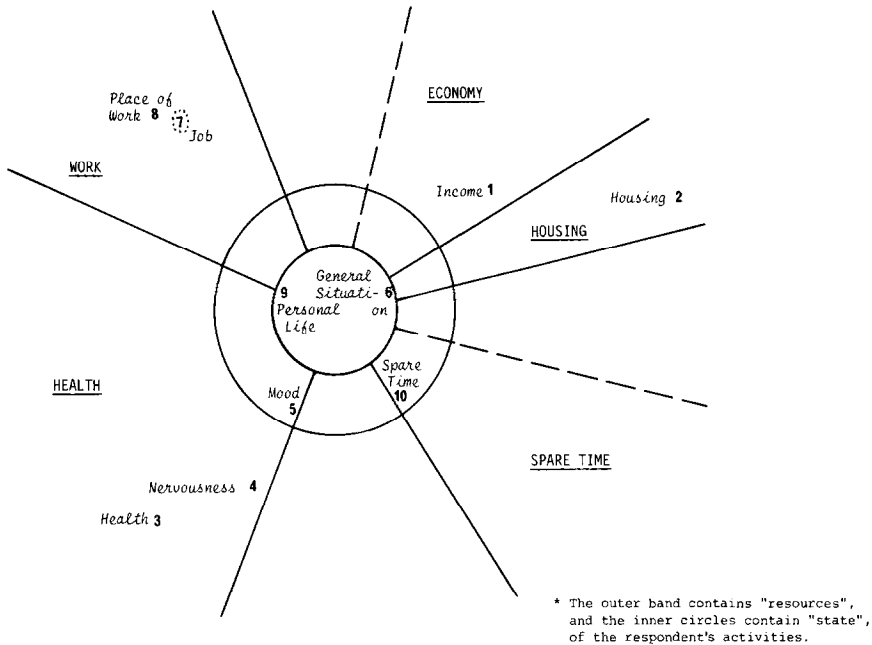 ECONOMY
Place of
Work 8
7
Job
WORK
Income 1
Housing 2
HOUSING
General
9 Situati- 6
Personal on
Life
HEALTH
Mood
5
Spare
Time
10
SPARE TIME
Nervousness 4
Health 3
* The outer band contains "resources",
and the inner circles contain "state",
of the respondent's activities.